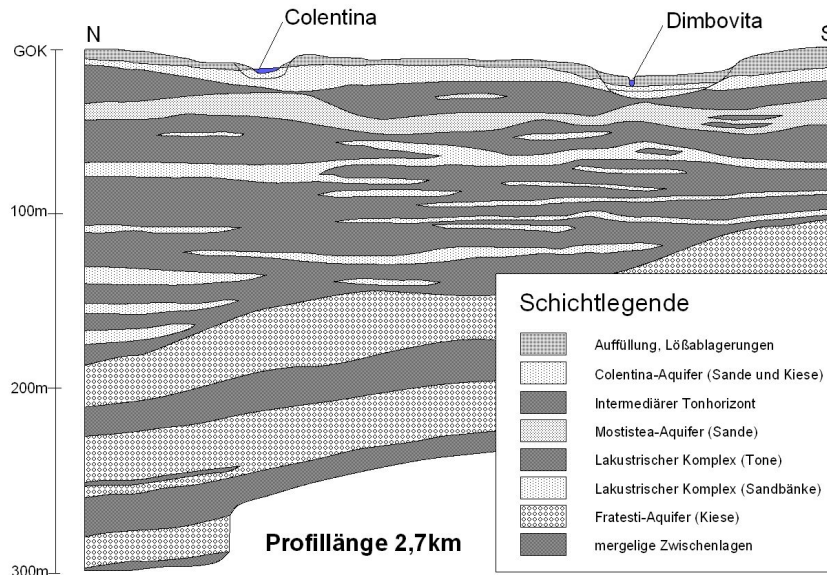 Colentina
Dimbovita
N
S
GOK
100m
200m
300m
Profillänge 2,7km
Schichtlegende
Auffüllung, Lößablagerungen
Colentina-Aquifer (Sande und Kiese)
Intermediärer Tonhorizont
Mostistea-Aquifer (Sande)
Lakustrischer Komplex (Tone)
Lakustrischer Komplex (Sandbänke)
Fratesti-Aquifer (Kiese)
mergelige Zwischenlagen